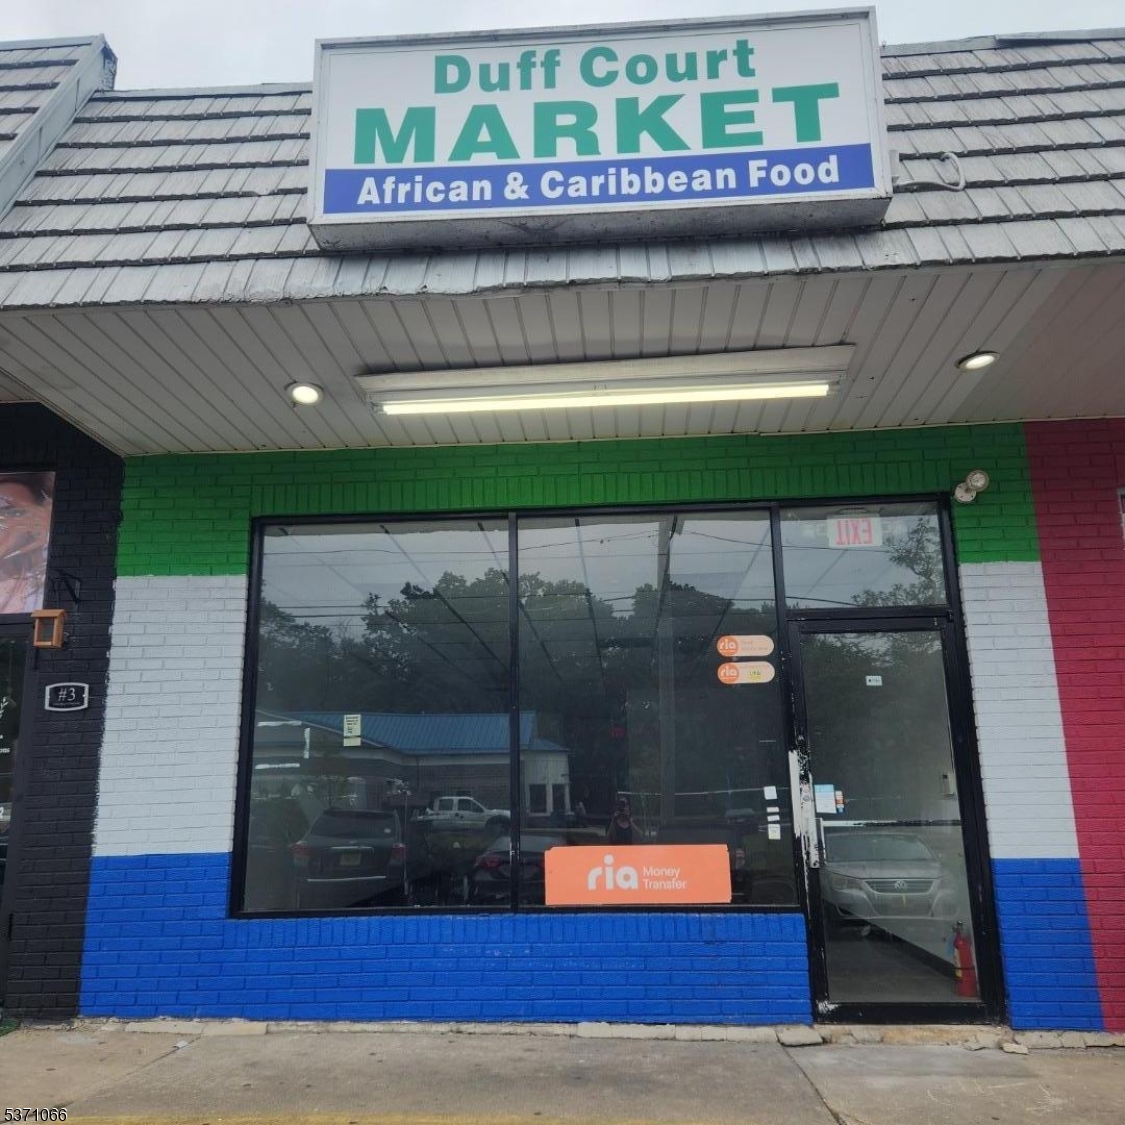 Duff Court
MARKET
African & Caribbean Food
EXIT
ria
ria
#3
ria Money
Transfer
5371066